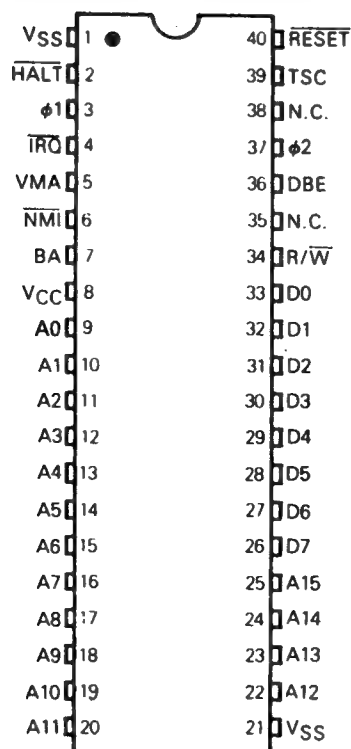 VSS 1 40 RESET
HALT 2 39 TSC
ϕ1 3 38 N.C.
IRQ 4 37 ϕ2
VMA 5 36 DBE
NMI 6 35 N.C.
BA 7 34 R/W
VCC 8 33 D0
A0 9 32 D1
A1 10 31 D2
A2 11 30 D3
A3 12 29 D4
A4 13 28 D5
A5 14 27 D6
A6 15 26 D7
A7 16 25 A15
A8 17 24 A14
A9 18 23 A13
A10 19 22 A12
A11 20 21 VSS